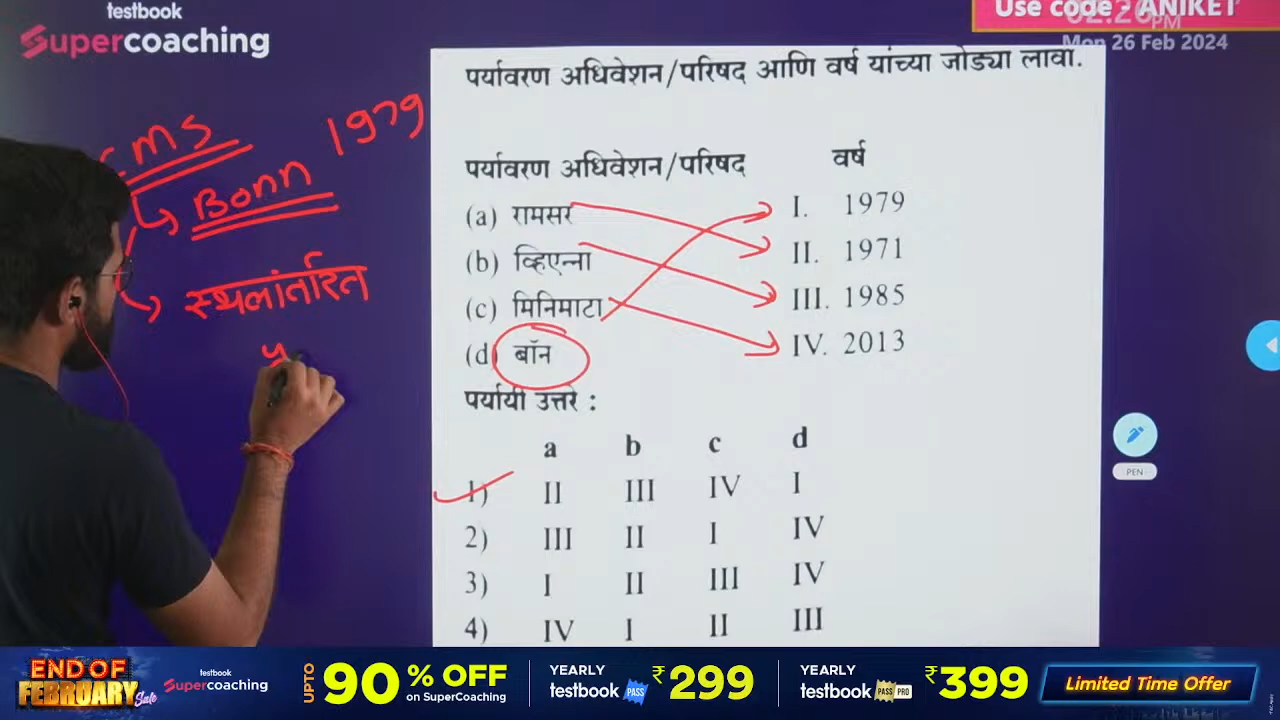 testbook
Supercoaching
Use code - ANIKET
02:26 PM
Mon 26 Feb 2024
पर्यावरण अधिवेशन/परिषद आणि वर्ष यांच्या जोड्या लावा.
पर्यावरण अधिवेशन/परिषद वर्ष
(a) रामसर I. 1979
(b) व्हिएन्ना II. 1971
(c) मिनिमाटा III. 1985
(d) बॉन IV. 2013
पर्यायी उत्तरे :
a b c d
1) II III IV I
2) III II I IV
3) I II III IV
4) IV I II III
CMS
Bonn 1979
स्थलांतरित
PEN
END OF FEBRUARY Sale
testbook Supercoaching
UPTO 90% OFF on SuperCoaching
YEARLY testbook PASS ₹299
YEARLY testbook PASS PRO ₹399
Limited Time Offer